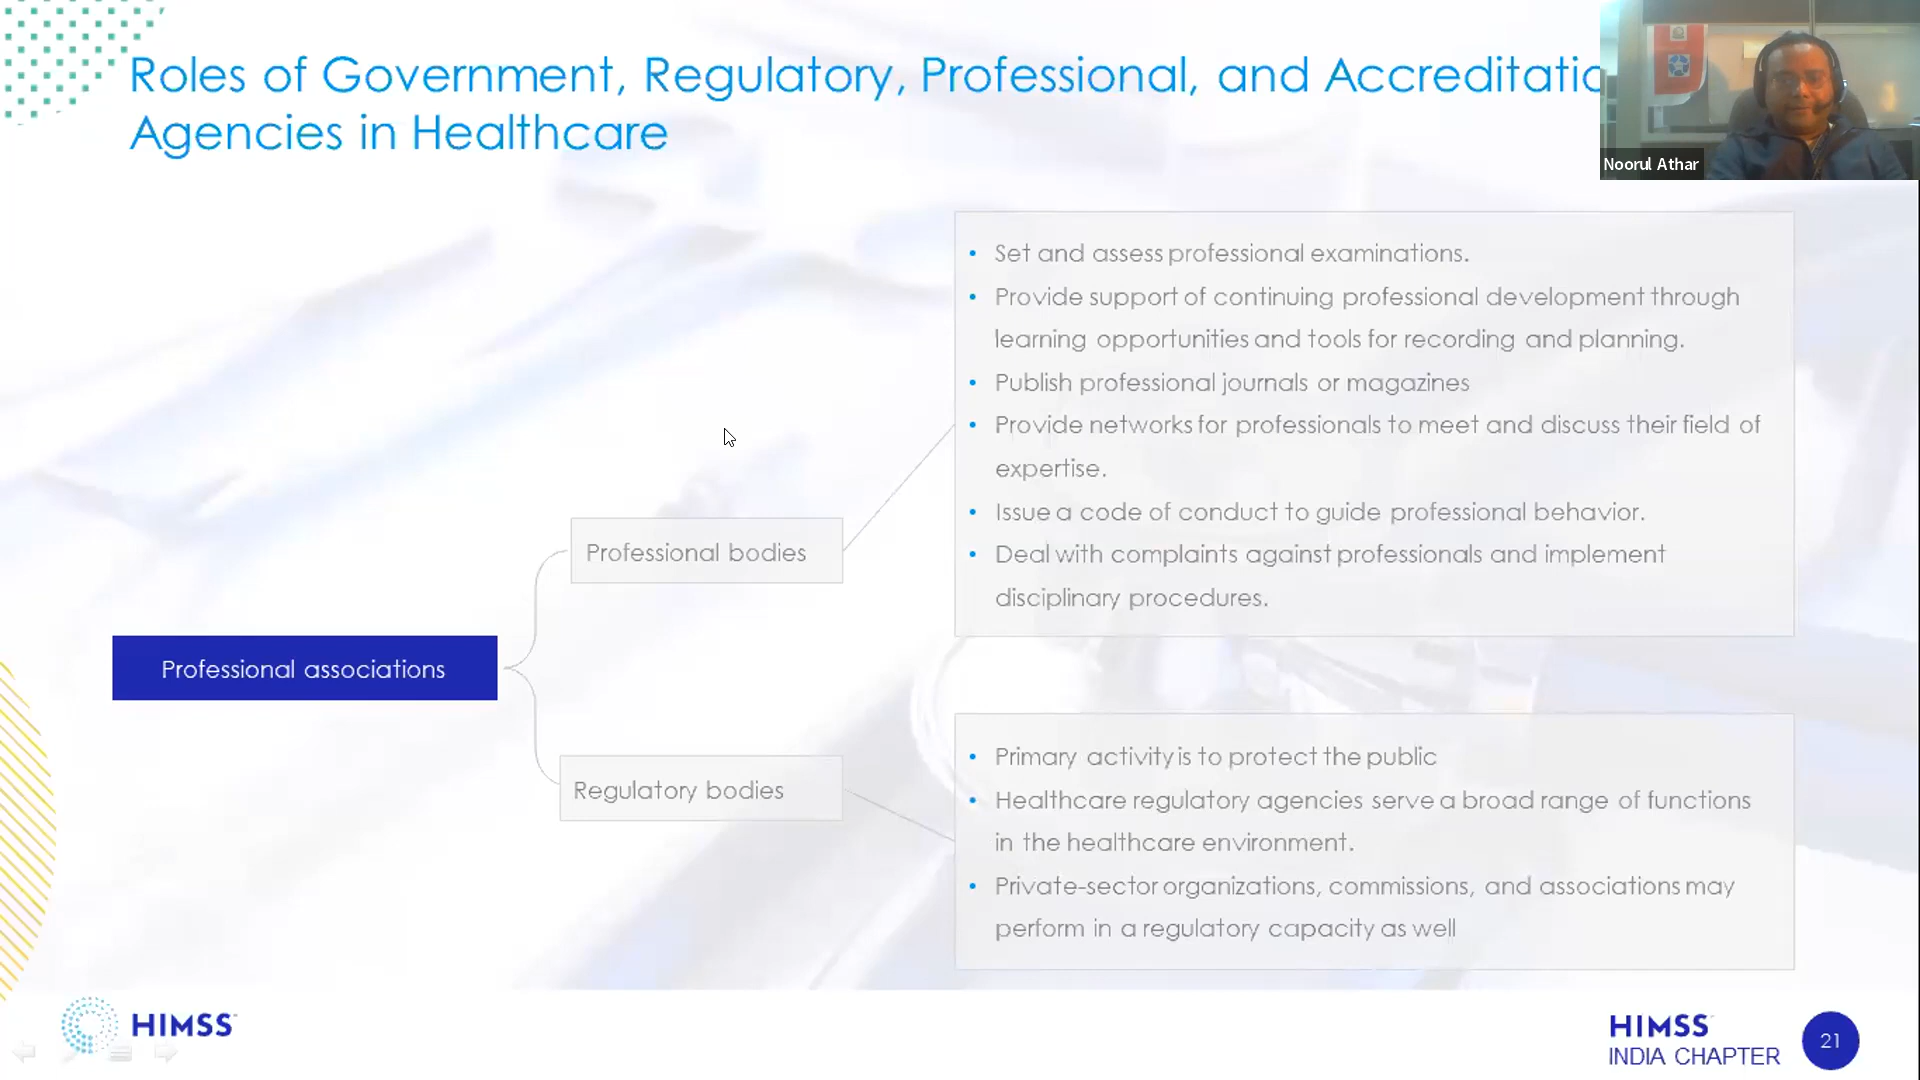 Roles of Government, Regulatory, Professional, and Accreditatio
Agencies in Healthcare
Noorul Athar
Set and assess professional examinations.
Provide support of continuing professional development through
learning opportunities and tools for recording and planning.
Publish professional journals or magazines
Provide networks for professionals to meet and discuss their field of
expertise.
Issue a code of conduct to guide professional behavior.
Deal with complaints against professionals and implement
disciplinary procedures.
Professional bodies
Professional associations
Regulatory bodies
Primary activity is to protect the public
Healthcare regulatory agencies serve a broad range of functions
in the healthcare environment.
Private-sector organizations, commissions, and associations may
perform in a regulatory capacity as well
HIMSS
HIMSS
INDIA CHAPTER
21